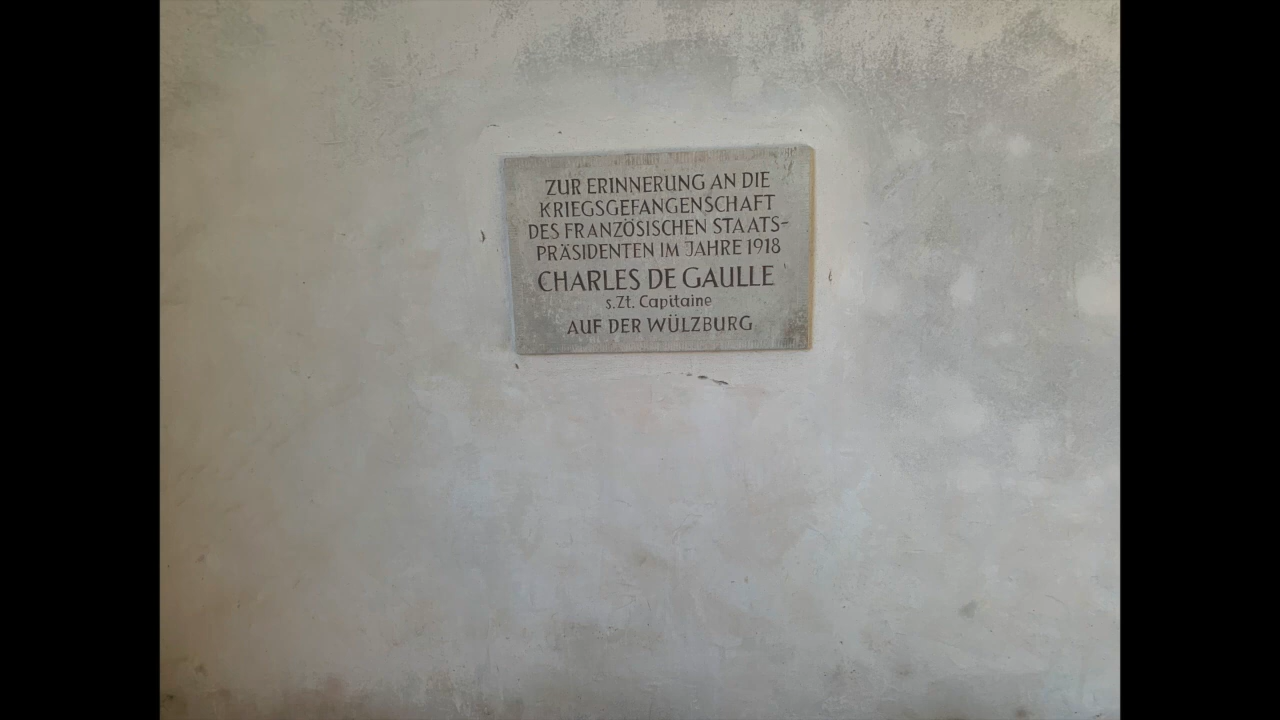 ZUR ERINNERUNG AN DIE
KRIEGSGEFANGENSCHAFT
DES FRANZÖSISCHEN STAATS-
PRÄSIDENTEN IM JAHRE 1918
CHARLES DE GAULLE
s.Zt. Capitaine
AUF DER WÜLZBURG